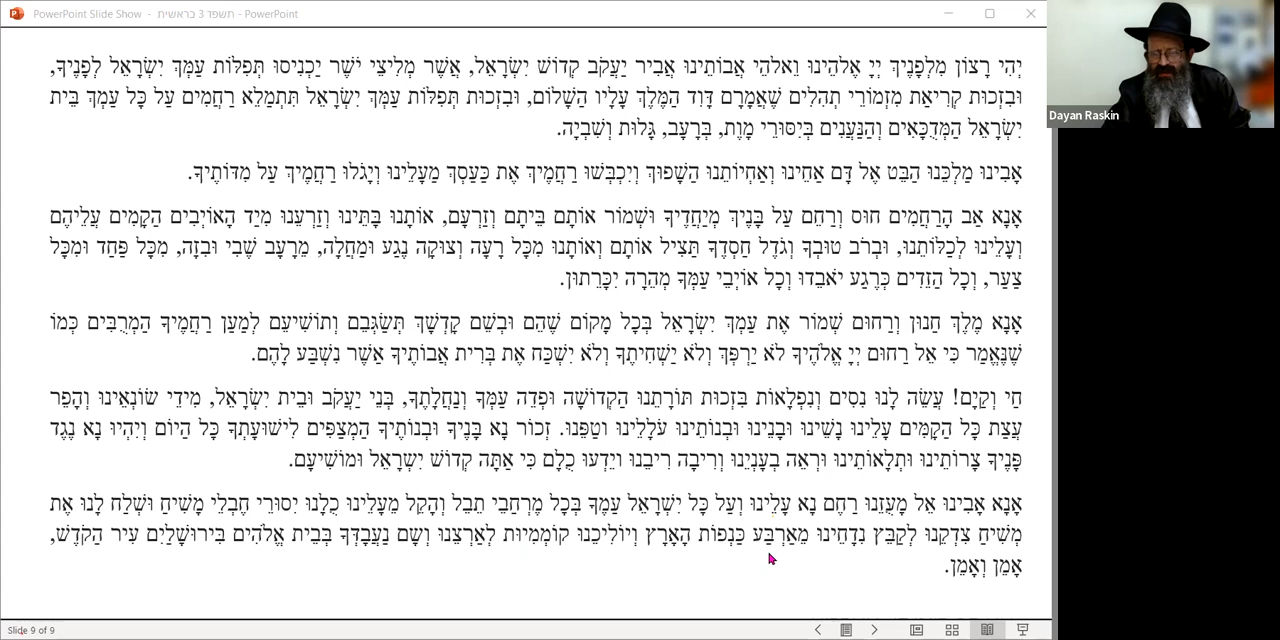 PowerPoint Slide Show - תשפד 3 בראשית - PowerPoint
יְהִי רָצוֹן מִלְּפָנֶיךָ יְיָ אֱלֹהֵינוּ וֵאלֹהֵי אֲבוֹתֵינוּ אֲבִיר יַעֲקֹב קְדוֹשׁ יִשְׂרָאֵל, אֲשֶׁר מְלִיצֵי יֹשֶׁר יַכְנִיסוּ תְּפִלּוֹת עַמְּךָ יִשְׂרָאֵל לְפָנֶיךָ,
וּבִזְכוּת קְרִיאַת מִזְמוֹרֵי תְהִלִּים שֶׁאֲמָרָם דָּוִד הַמֶּלֶךְ עָלָיו הַשָּׁלוֹם, וּבִזְכוּת תְּפִלּוֹת עַמְּךָ יִשְׂרָאֵל תִּתְמַלֵּא רַחֲמִים עַל כָּל עַמְּךָ בֵּית
יִשְׂרָאֵל הַמְדֻכָּאִים וְהַנַּעֲנִים בְּיִסּוּרֵי מָוֶת, בְּרָעָב, גָּלוּת וְשִׁבְיָה.
אָבִינוּ מַלְכֵּנוּ הַבֵּט אֶל דָּם אַחֵינוּ וְאַחְיוֹתֵנוּ הַשָּׁפוּךְ וְיִכְבְּשׁוּ רַחֲמֶיךָ אֶת כַּעַסְךָ מֵעָלֵינוּ וְיָגֹלּוּ רַחֲמֶיךָ עַל מִדּוֹתֶיךָ.
אָנָא אַב הָרַחֲמִים חוּס וְרַחֵם עַל בָּנֶיךָ מְיַחֲדֶיךָ וּשְׁמוֹר אוֹתָם בֵּיתָם וְזַרְעָם, אוֹתָנוּ בָּתֵּינוּ וְזַרְעֵנוּ מִיַּד הָאוֹיְבִים הַקָּמִים עֲלֵיהֶם
וְעָלֵינוּ לְכַלּוֹתֵנוּ, וּבְרֹב טוּבְךָ וְגֹדֶל חַסְדֶּךָ תַּצִּיל אוֹתָם וְאוֹתָנוּ מִכָּל רָעָה וְצוּקָה נֶגַע וּמַחֲלָה, מֵרָעָב שֶׁבִי וּבִזָה, מִכָּל פַּחַד וּמִכָּל
צַעַר, וְכָל הַזֵּדִים כְּרֶגַע יֹאבֵדוּ וְכָל אוֹיְבֵי עַמְּךָ מְהֵרָה יִכָּרֵתוּן.
אָנָא מֶלֶךְ חַנּוּן וְרַחוּם שְׁמוֹר אֶת עַמְּךָ יִשְׂרָאֵל בְּכָל מָקוֹם שֶׁהֵם וּבְשֵׁם קָדְשְׁךָ תְּשַׂגְּבֵם וְתוֹשִׁיעֵם לְמַעַן רַחֲמֶיךָ הַמְרֻבִּים כְּמוֹ
שֶׁנֶּאֱמַר כִּי אֵל רַחוּם יְיָ אֱלֹהֶיךָ לֹא יַרְפְּךָ וְלֹא יַשְׁחִיתֶךָ וְלֹא יִשְׁכַּח אֶת בְּרִית אֲבוֹתֶיךָ אֲשֶׁר נִשְׁבַּע לָהֶם.
חַי וְקַיָּם! עֲשֵׂה לָנוּ נִסִּים וְנִפְלָאוֹת בִּזְכוּת תּוֹרָתֵנוּ הַקְּדוֹשָׁה וּפְדֵה עַמְּךָ וְנַחֲלָתֶךָ, בְּנֵי יַעֲקֹב וּבֵית יִשְׂרָאֵל, מִידֵי שׂוֹנְאֵינוּ וְהָפֵר
עֲצַת כָּל הַקָּמִים עָלֵינוּ נָשֵׁינוּ וּבָנֵינוּ וּבְנוֹתֵינוּ עֹלָלֵינוּ וְטַפֵּנוּ. זְכוֹר נָא בָּנֶיךָ וּבְנוֹתֶיךָ הַמְצַפִּים לִישׁוּעָתְךָ כָּל הַיוֹם וְיִהְיוּ נָא נֶגֶד
פָּנֶיךָ צָרוֹתֵינוּ וּתְלָאוֹתֵינוּ וּרְאֵה בְעָנְיֵנוּ וְרִיבָה רִיבֵנוּ וְיֵדְעוּ כֻלָּם כִּי אַתָּה קְדוֹשׁ יִשְׂרָאֵל וּמוֹשִׁיעָם.
אָנָא אָבִינוּ אֵל מָעֻזֵּנוּ רַחֵם נָא עָלֵינוּ וְעַל כָּל יִשְׂרָאֵל עַמֶּךָ בְּכָל מֶרְחֲבֵי תֵבֵל וְהָקֵל מֵעָלֵינוּ כֻלָּנוּ יִסּוּרֵי חֶבְלֵי מָשִׁיחַ וּשְׁלַח לָנוּ אֶת
מְשִׁיחַ צִדְקֵנוּ לְקַבֵּץ נִדָחֵינוּ מֵאַרְבַּע כַּנְפוֹת הָאָרֶץ וְיוֹלִיכֵנוּ קוֹמְמִיּוּת לְאַרְצֵנוּ וְשָׁם נַעֲבָדְךָ בְּבֵית אֱלֹהִים בִּירוּשָׁלַיִם עִיר הַקֹּדֶשׁ,
אָמֵן וְאָמֵן.
Slide 9 of 9
Dayan Raskin